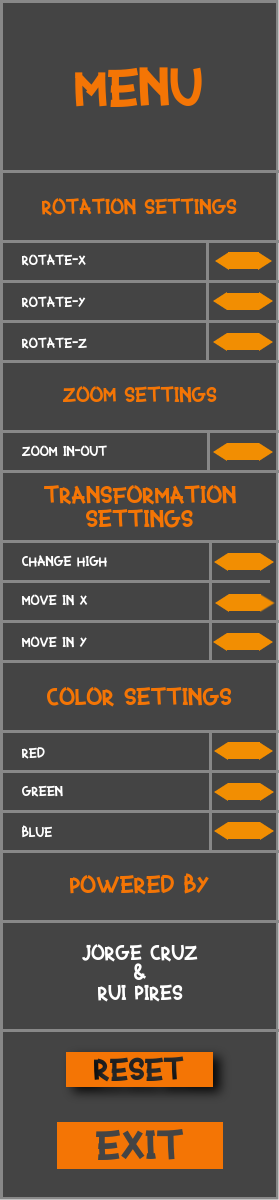 MENU
ROTATION SETTINGS
ROTATE-X
ROTATE-Y
ROTATE-Z
ZOOM SETTINGS
ZOOM IN-OUT
TRANSFORMATION
SETTINGS
CHANGE HIGH
MOVE IN X
MOVE IN Y
COLOR SETTINGS
RED
GREEN
BLUE
POWERED BY
JORGE CRUZ
&
RUI PIRES
RESET
EXIT